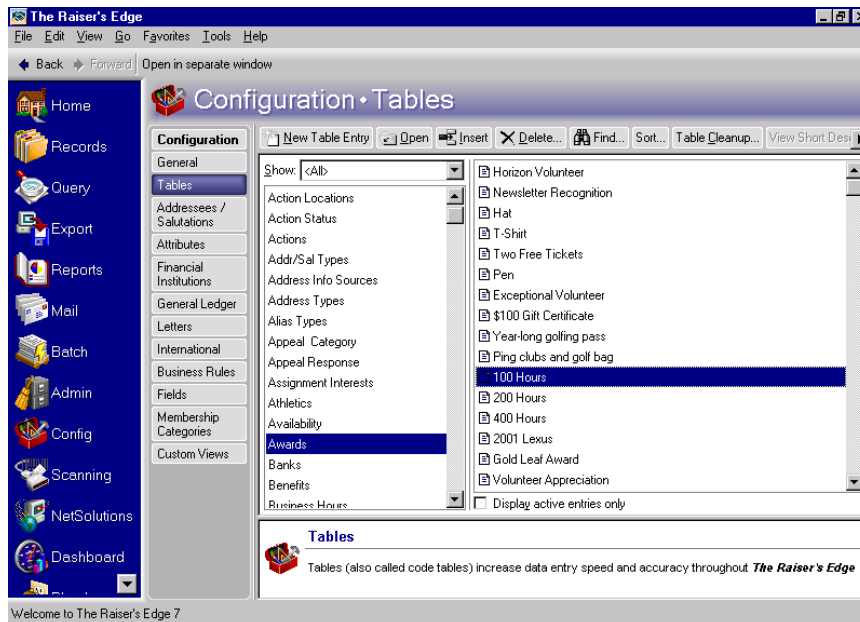 The Raiser's Edge
File Edit View Go Favorites Tools Help
Back Forward Open in separate window
Home
Records
Query
Export
Reports
Mail
Batch
Admin
Config
Scanning
NetSolutions
Dashboard
Configuration • Tables
Configuration
General
Tables
Addressees /
Salutations
Attributes
Financial
Institutions
General Ledger
Letters
International
Business Rules
Fields
Membership
Categories
Custom Views
New Table Entry Open Insert Delete... Find... Sort... Table Cleanup... View Short
Show: <All>
Action Locations
Action Status
Actions
Addr/Sal Types
Address Info Sources
Address Types
Alias Types
Appeal Category
Appeal Response
Assignment Interests
Athletics
Availability
Awards
Banks
Benefits
Business Hours
Horizon Volunteer
Newsletter Recognition
Hat
T-Shirt
Two Free Tickets
Pen
Exceptional Volunteer
$100 Gift Certificate
Year-long golfing pass
Ping clubs and golf bag
100 Hours
200 Hours
400 Hours
2001 Lexus
Gold Leaf Award
Volunteer Appreciation
Display active entries only
Tables
Tables (also called code tables) increase data entry speed and accuracy throughout The Raiser's Edge
Welcome to The Raiser's Edge 7